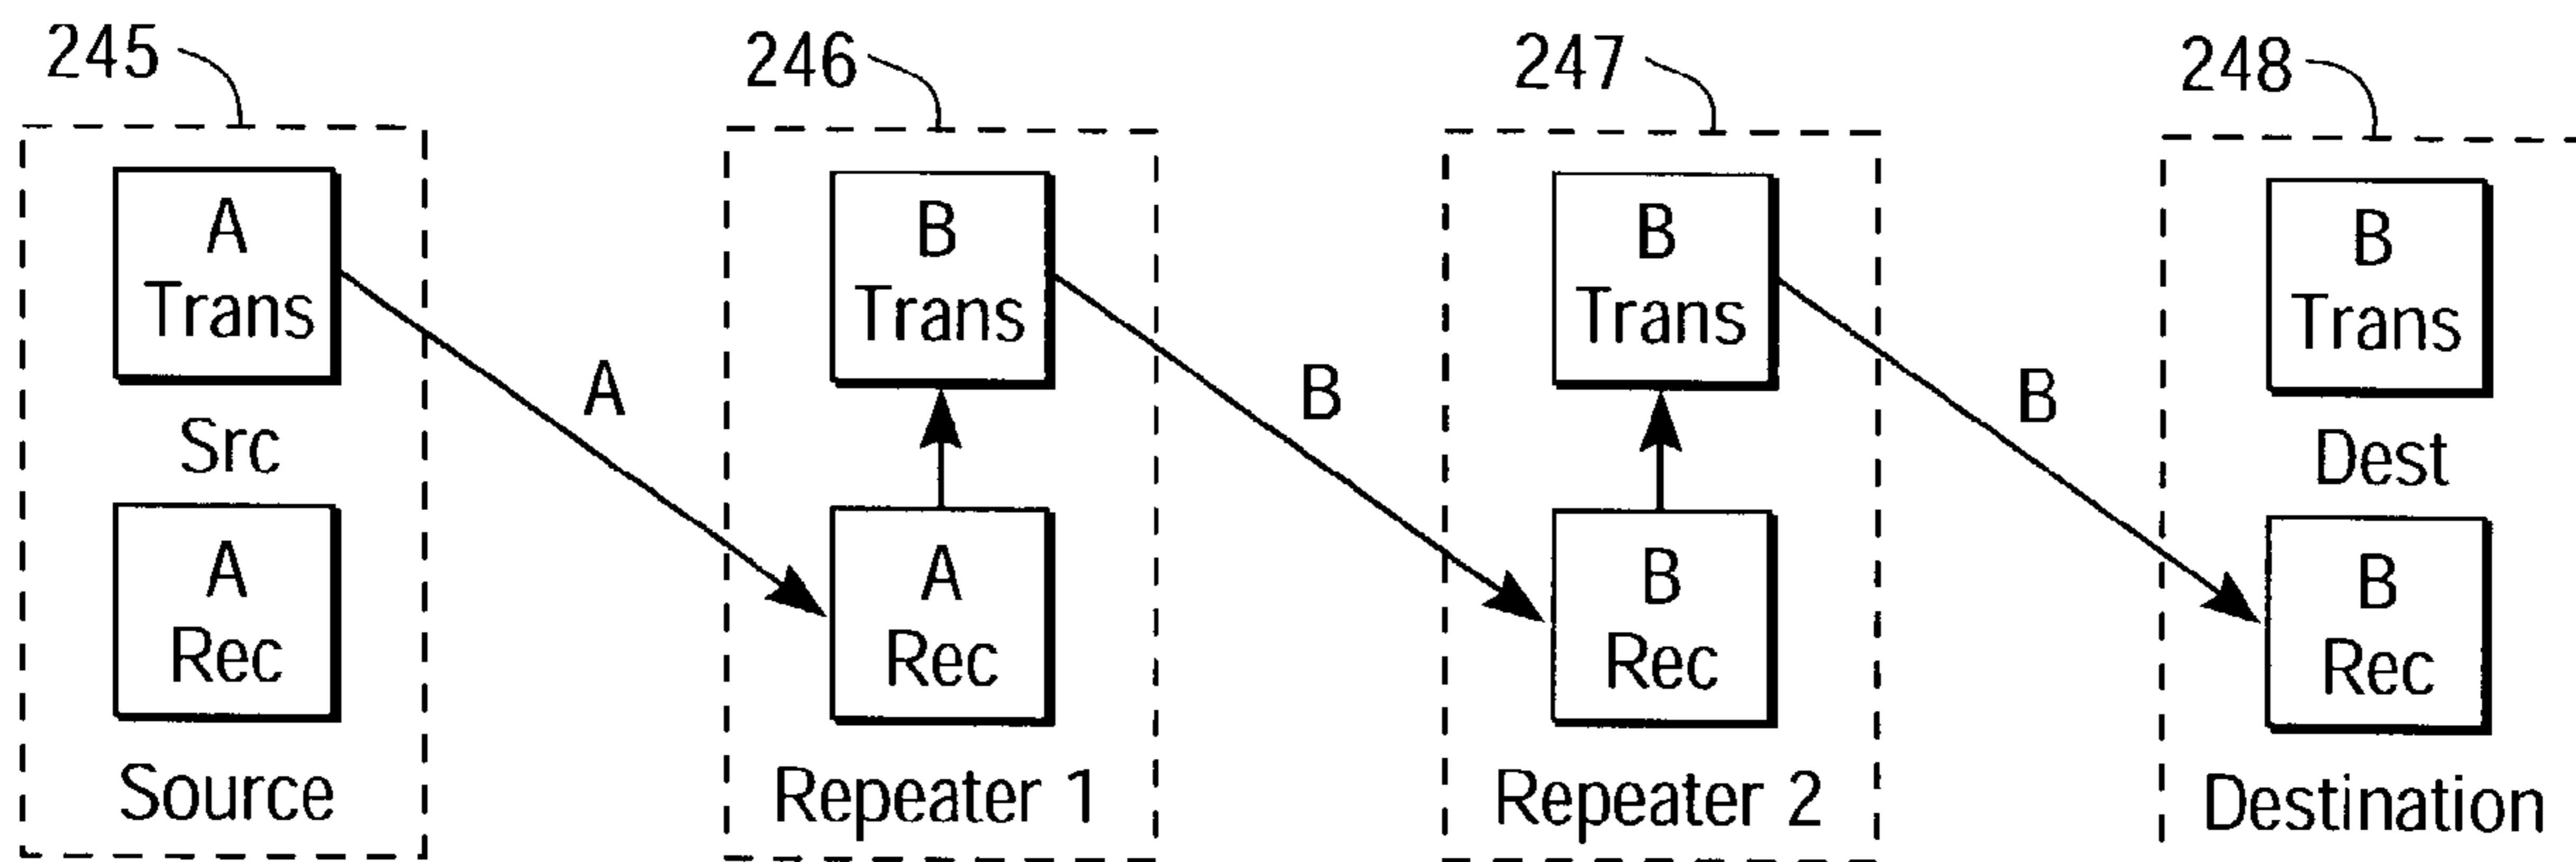 245
246
247
248
A
Trans
Src
A
Rec
Source
A
B
Trans
A
Rec
Repeater 1
B
B
Trans
B
Rec
Repeater 2
B
B
Trans
Dest
B
Rec
Destination